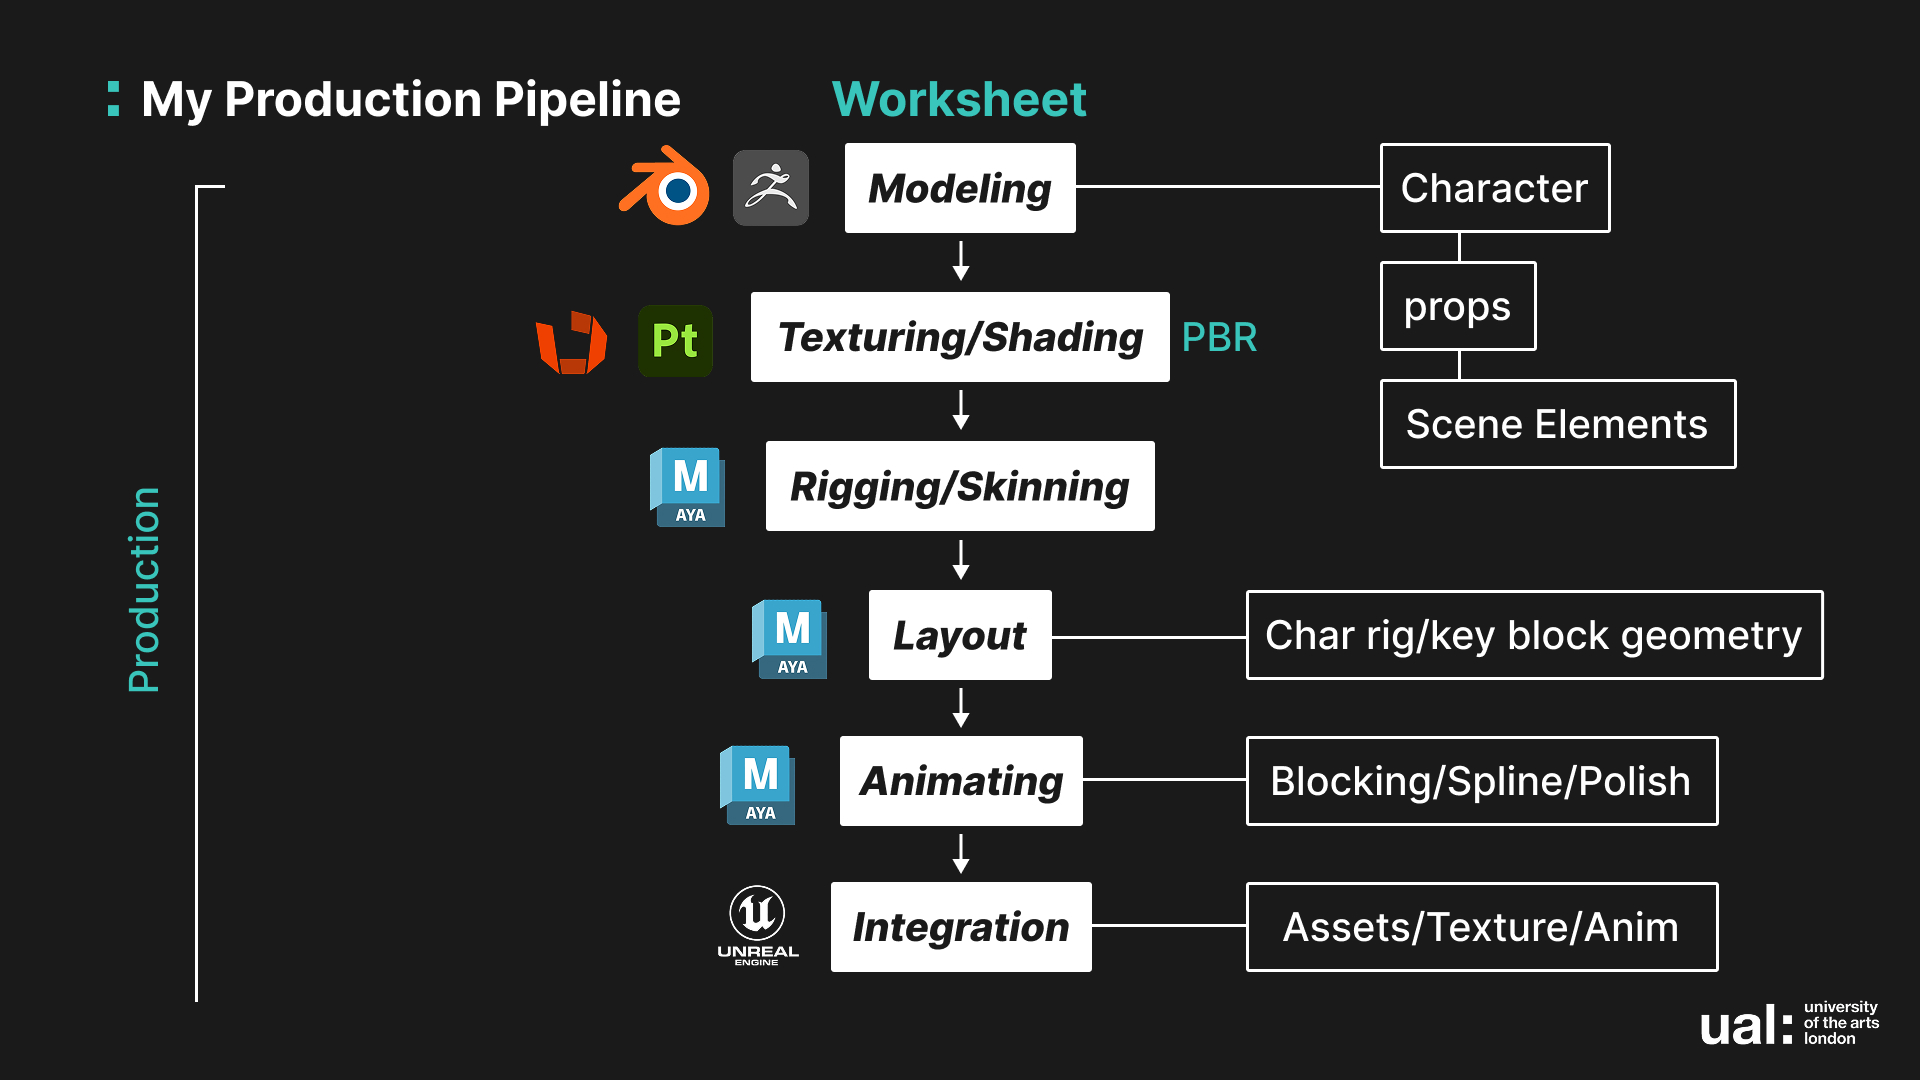 : My Production Pipeline
Worksheet
Modeling
Character
props
Pt
Texturing/Shading
PBR
Scene Elements
M
AYA
Rigging/Skinning
Production
M
AYA
Layout
Char rig/key block geometry
M
AYA
Animating
Blocking/Spline/Polish
UNREAL
ENGINE
Integration
Assets/Texture/Anim
ual:
university
of the arts
london